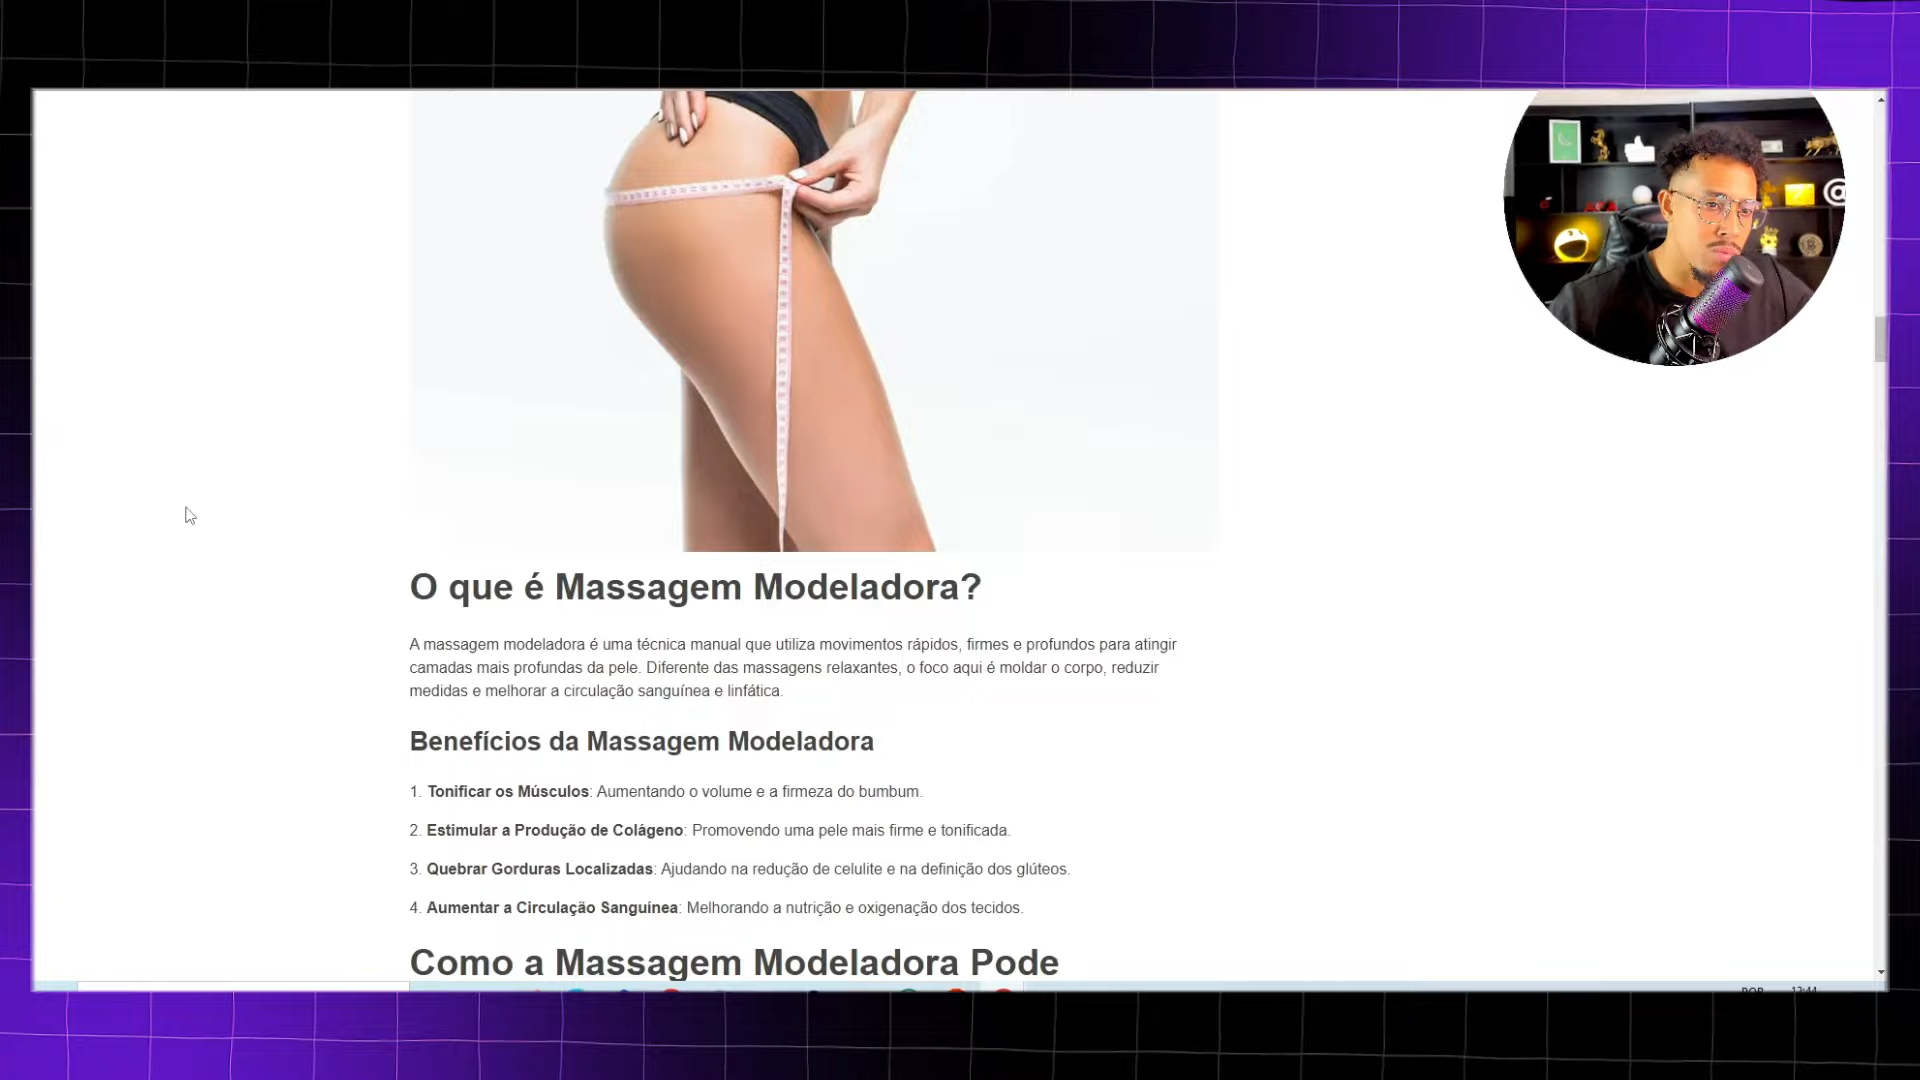 O que é Massagem Modeladora?
A massagem modeladora é uma técnica manual que utiliza movimentos rápidos, firmes e profundos para atingir
camadas mais profundas da pele. Diferente das massagens relaxantes, o foco aqui é moldar o corpo, reduzir
medidas e melhorar a circulação sanguínea e linfática.
Benefícios da Massagem Modeladora
1. Tonificar os Músculos: Aumentando o volume e a firmeza do bumbum.
2. Estimular a Produção de Colágeno: Promovendo uma pele mais firme e tonificada.
3. Quebrar Gorduras Localizadas: Ajudando na redução de celulite e na definição dos glúteos.
4. Aumentar a Circulação Sanguínea: Melhorando a nutrição e oxigenação dos tecidos.
Como a Massagem Modeladora Pode